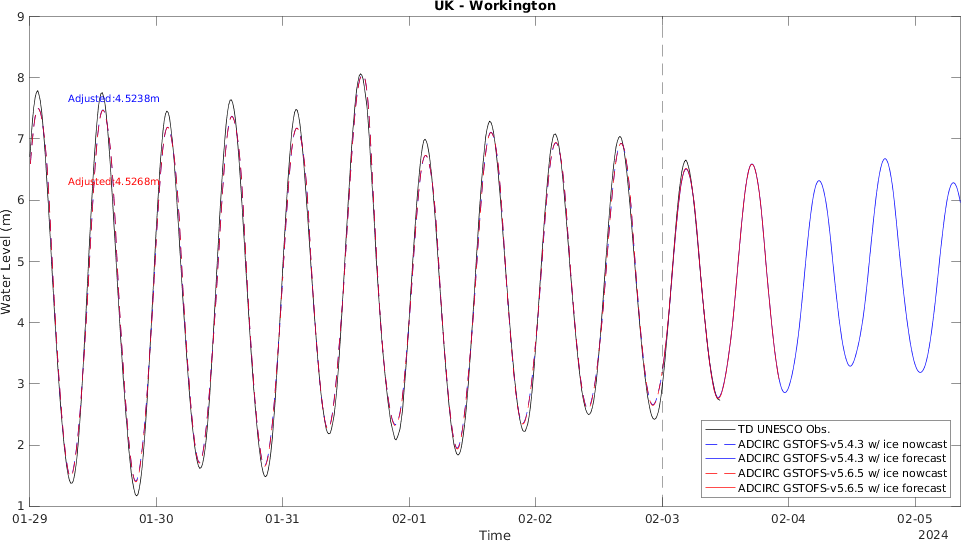 UK - Workington
9
8
7
6
5
4
3
2
1
Water Level (m)
Adjusted:4.5238m
Adjusted:4.5268m
01-29
01-30
01-31
02-01
02-02
02-03
02-04
02-05
Time
2024
TD UNESCO Obs.
ADCIRC GSTOFS-v5.4.3 w/ ice nowcast
ADCIRC GSTOFS-v5.4.3 w/ ice forecast
ADCIRC GSTOFS-v5.6.5 w/ ice nowcast
ADCIRC GSTOFS-v5.6.5 w/ ice forecast